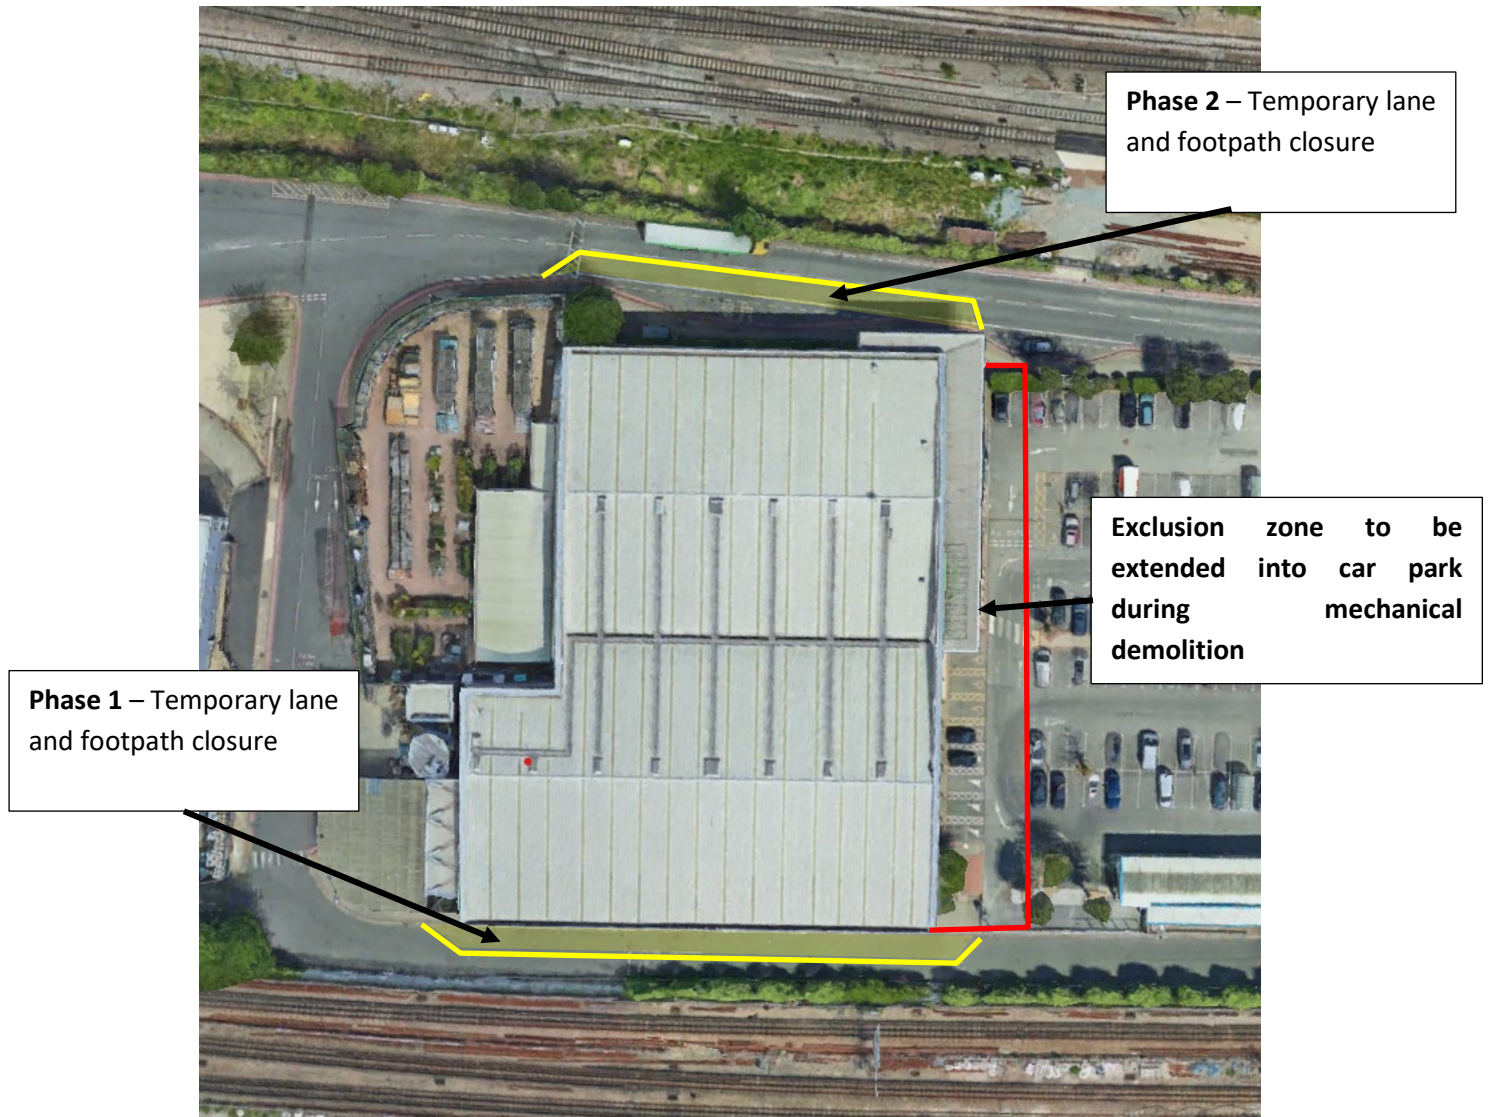 Phase 2 – Temporary lane
and footpath closure
Exclusion zone to be
extended into car park
during mechanical
demolition
Phase 1 – Temporary lane
and footpath closure